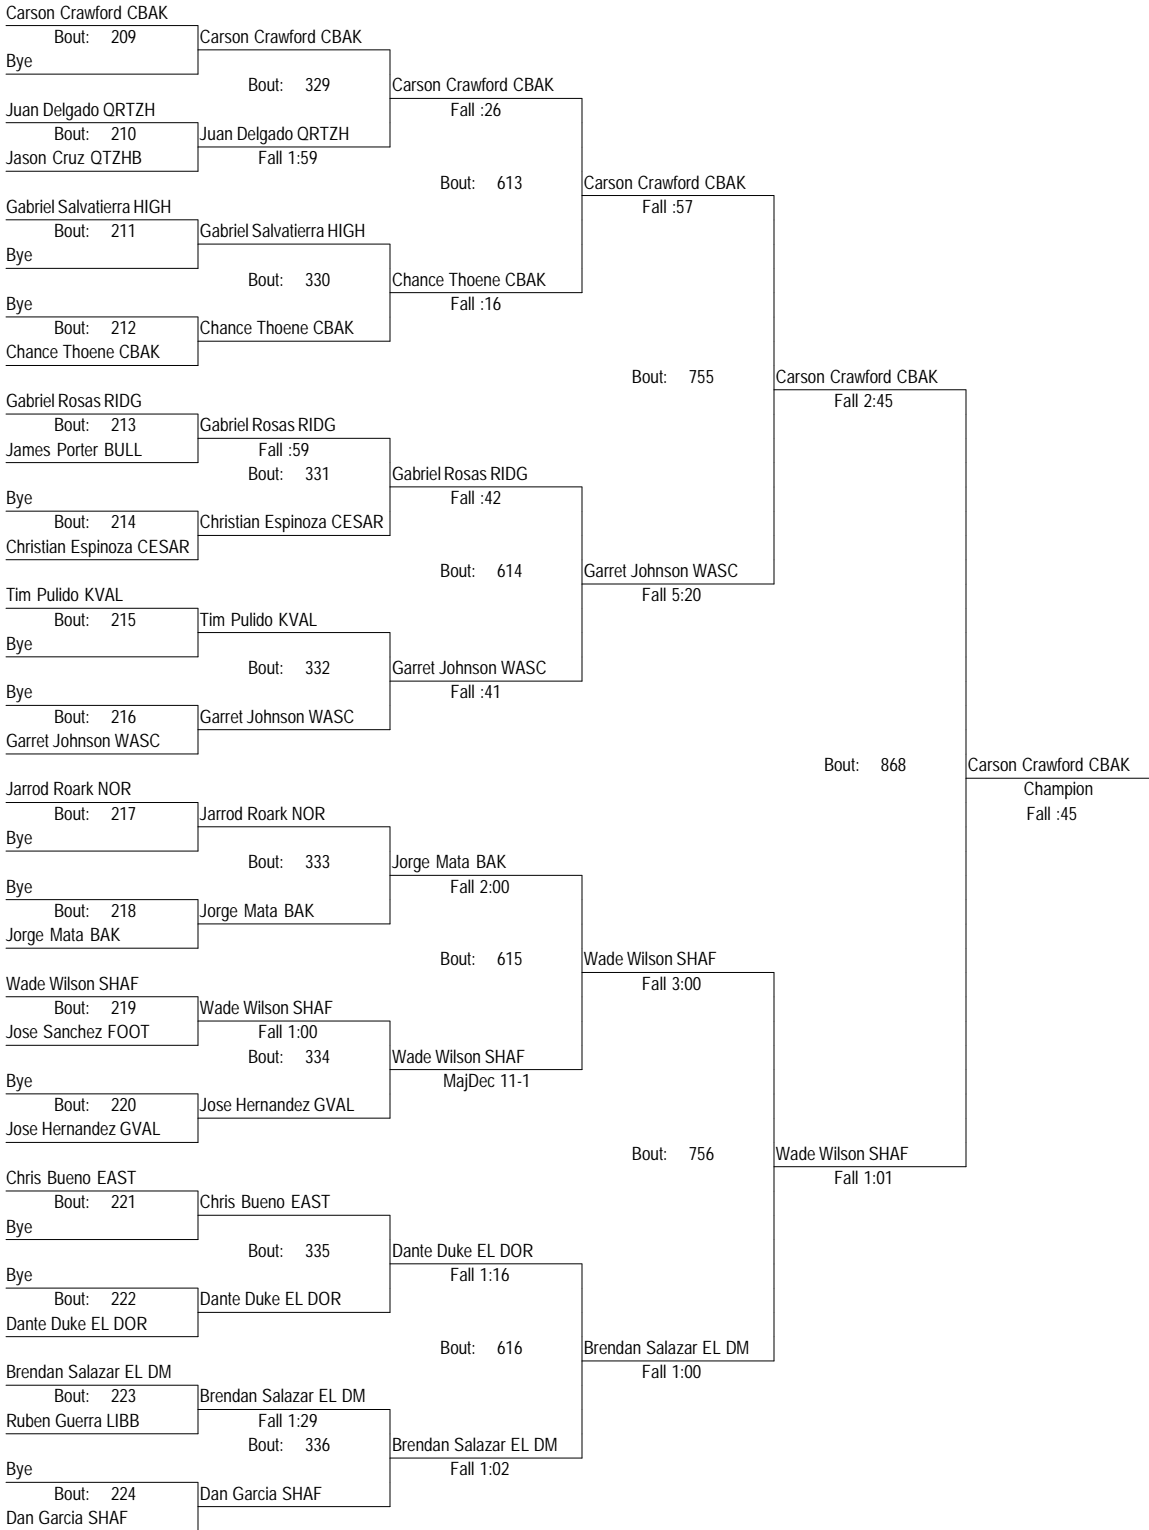 Carson Crawford CBAK
Bout: 209 Carson Crawford CBAK
Bye
Bout: 329 Carson Crawford CBAK
Juan Delgado QRTZH Fall :26
Bout: 210 Juan Delgado QRTZH
Jason Cruz QTZHB Fall 1:59
Bout: 613 Carson Crawford CBAK
Gabriel Salvatierra HIGH Fall :57
Bout: 211 Gabriel Salvatierra HIGH
Bye
Bout: 330 Chance Thoene CBAK
Bye Fall :16
Bout: 212 Chance Thoene CBAK
Chance Thoene CBAK
Bout: 755 Carson Crawford CBAK
Gabriel Rosas RIDG Fall 2:45
Bout: 213 Gabriel Rosas RIDG
James Porter BULL Fall :59
Bout: 331 Gabriel Rosas RIDG
Bye Fall :42
Bout: 214 Christian Espinoza CESAR
Christian Espinoza CESAR
Bout: 614 Garret Johnson WASC
Tim Pulido KVAL Fall 5:20
Bout: 215 Tim Pulido KVAL
Bye
Bout: 332 Garret Johnson WASC
Bye Fall :41
Bout: 216 Garret Johnson WASC
Garret Johnson WASC
Bout: 868 Carson Crawford CBAK
Jarrod Roark NOR Champion
Bout: 217 Jarrod Roark NOR Fall :45
Bye
Bout: 333 Jorge Mata BAK
Bye Fall 2:00
Bout: 218 Jorge Mata BAK
Jorge Mata BAK
Bout: 615 Wade Wilson SHAF
Wade Wilson SHAF Fall 3:00
Bout: 219 Wade Wilson SHAF
Jose Sanchez FOOT Fall 1:00
Bout: 334 Wade Wilson SHAF
Bye MajDec 11-1
Bout: 220 Jose Hernandez GVAL
Jose Hernandez GVAL
Bout: 756 Wade Wilson SHAF
Chris Bueno EAST Fall 1:01
Bout: 221 Chris Bueno EAST
Bye
Bout: 335 Dante Duke EL DOR
Bye Fall 1:16
Bout: 222 Dante Duke EL DOR
Dante Duke EL DOR
Bout: 616 Brendan Salazar EL DM
Brendan Salazar EL DM Fall 1:00
Bout: 223 Brendan Salazar EL DM
Ruben Guerra LIBB Fall 1:29
Bout: 336 Brendan Salazar EL DM
Bye Fall 1:02
Bout: 224 Dan Garcia SHAF
Dan Garcia SHAF